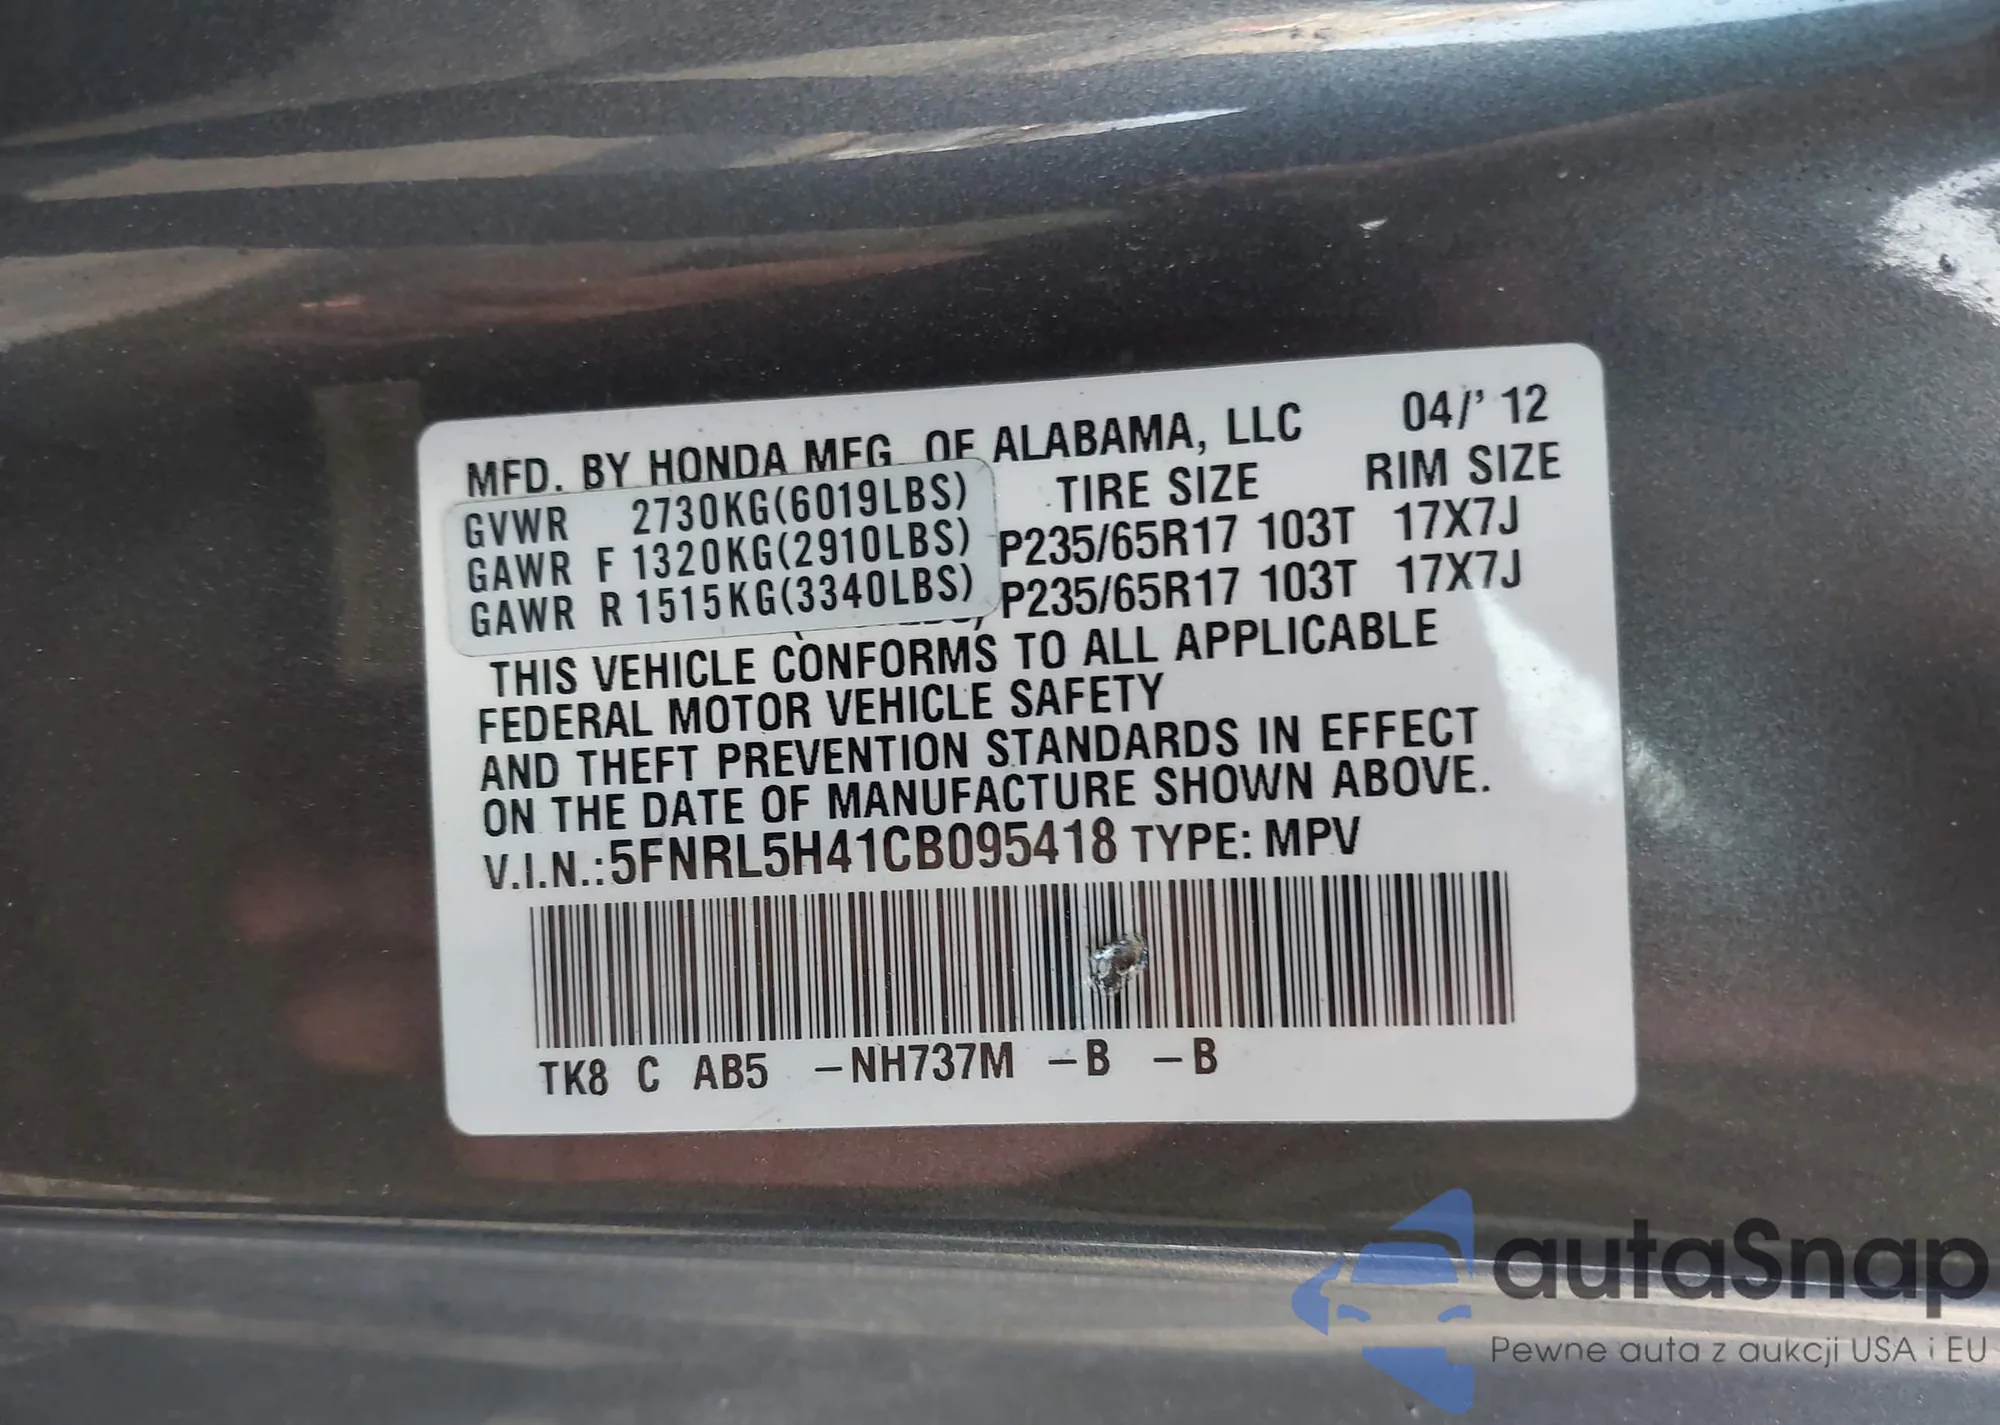 MFD. BY HONDA MFG. OF ALABAMA, LLC 04/'12
TIRE SIZE RIM SIZE
GVWR 2730KG(6019LBS)
GAWR F 1320KG(2910LBS) P235/65R17 103T 17X7J
GAWR R 1515KG(3340LBS) P235/65R17 103T 17X7J
THIS VEHICLE CONFORMS TO ALL APPLICABLE
FEDERAL MOTOR VEHICLE SAFETY
AND THEFT PREVENTION STANDARDS IN EFFECT
ON THE DATE OF MANUFACTURE SHOWN ABOVE.
V.I.N.:5FNRL5H41CB095418 TYPE: MPV
TK8 C AB5 –NH737M –B –B
autaSnap
Pewne auta z aukcji USA i EU